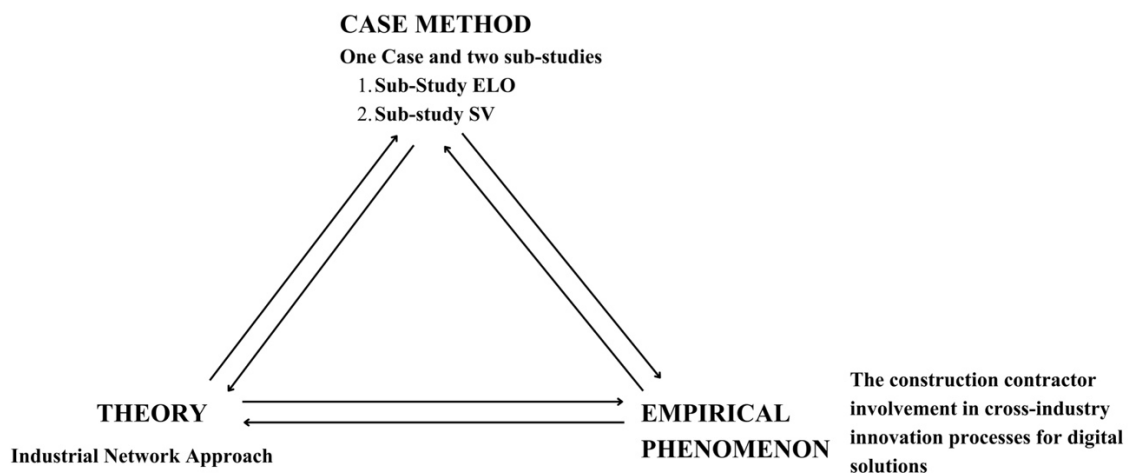 CASE METHOD
One Case and two sub-studies
1. Sub-Study ELO
2. Sub-study SV
THEORY
Industrial Network Approach
EMPIRICAL
PHENOMENON
The construction contractor
involvement in cross-industry
innovation processes for digital
solutions